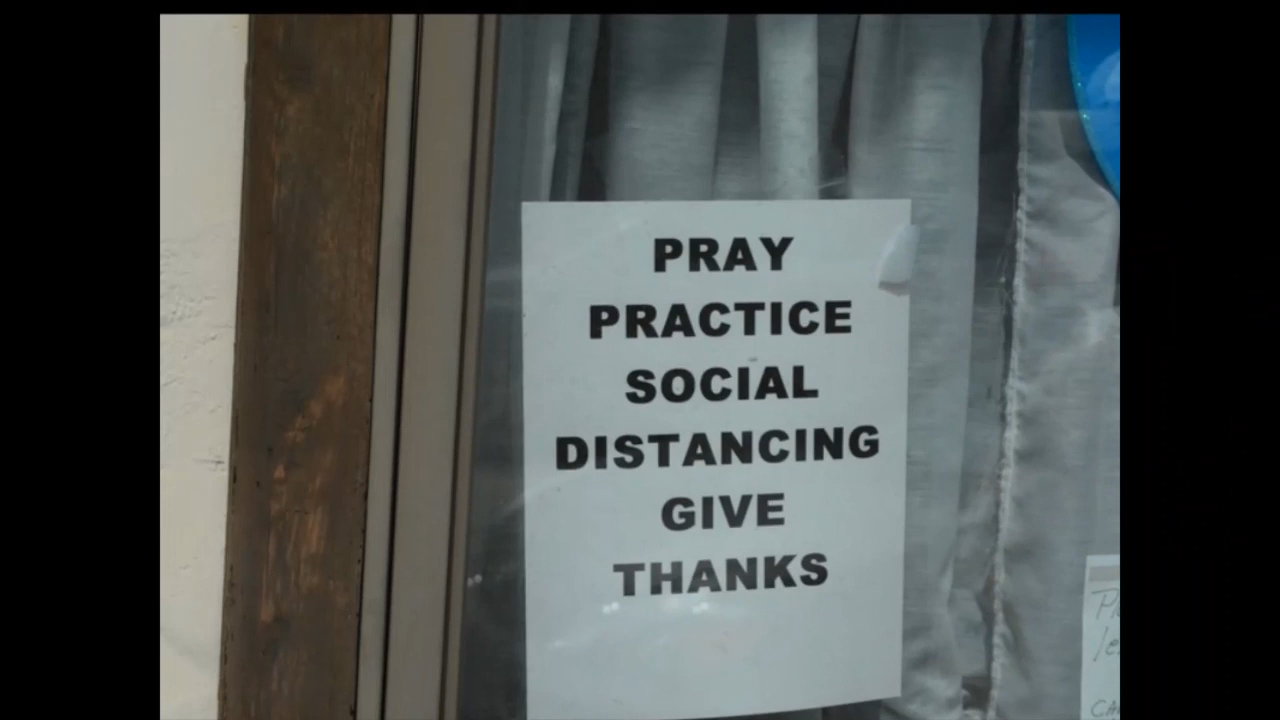 PRAY
PRACTICE
SOCIAL
DISTANCING
GIVE
THANKS